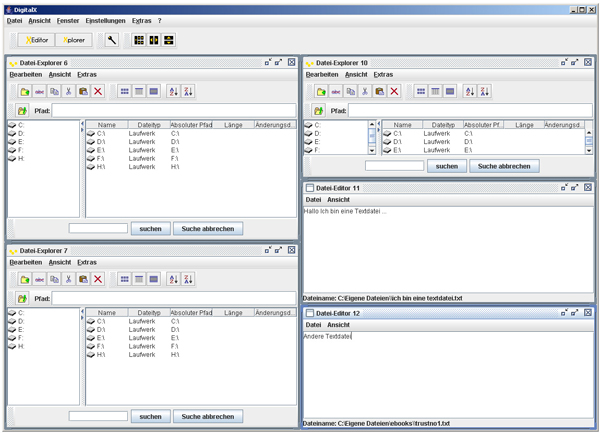 DigitalX
Datei Ansicht Fenster Einstellungen Extras ?
XEditor Xplorer
Datei-Explorer 6
Bearbeiten Ansicht Extras
abc
Pfad:
C:
D:
E:
F:
H:
Name Dateityp Absoluter Pfad Länge Änderungsd...
C:\ Laufwerk C:\
D:\ Laufwerk D:\
E:\ Laufwerk E:\
F:\ Laufwerk F:\
H:\ Laufwerk H:\
suchen Suche abbrechen
Datei-Explorer 7
Bearbeiten Ansicht Extras
abc
Pfad:
C:
D:
E:
F:
H:
Name Dateityp Absoluter Pfad Länge Änderungsd...
C:\ Laufwerk C:\
D:\ Laufwerk D:\
E:\ Laufwerk E:\
F:\ Laufwerk F:\
H:\ Laufwerk H:\
suchen Suche abbrechen
Datei-Explorer 10
Bearbeiten Ansicht Extras
abc
Pfad:
C:
D:
E:
F:
Name Dateityp Absoluter Pf... Länge Änderungsd...
C:\ Laufwerk C:\
D:\ Laufwerk D:\
E:\ Laufwerk E:\
suchen Suche abbrechen
Datei-Editor 11
Datei Ansicht
Hallo Ich bin eine Textdatei ...
Dateiname: C:\Eigene Dateien\ich bin eine textdatei.txt
Datei-Editor 12
Datei Ansicht
Andere Textdatei
Dateiname: C:\Eigene Dateien\ebooks\trustno1.txt